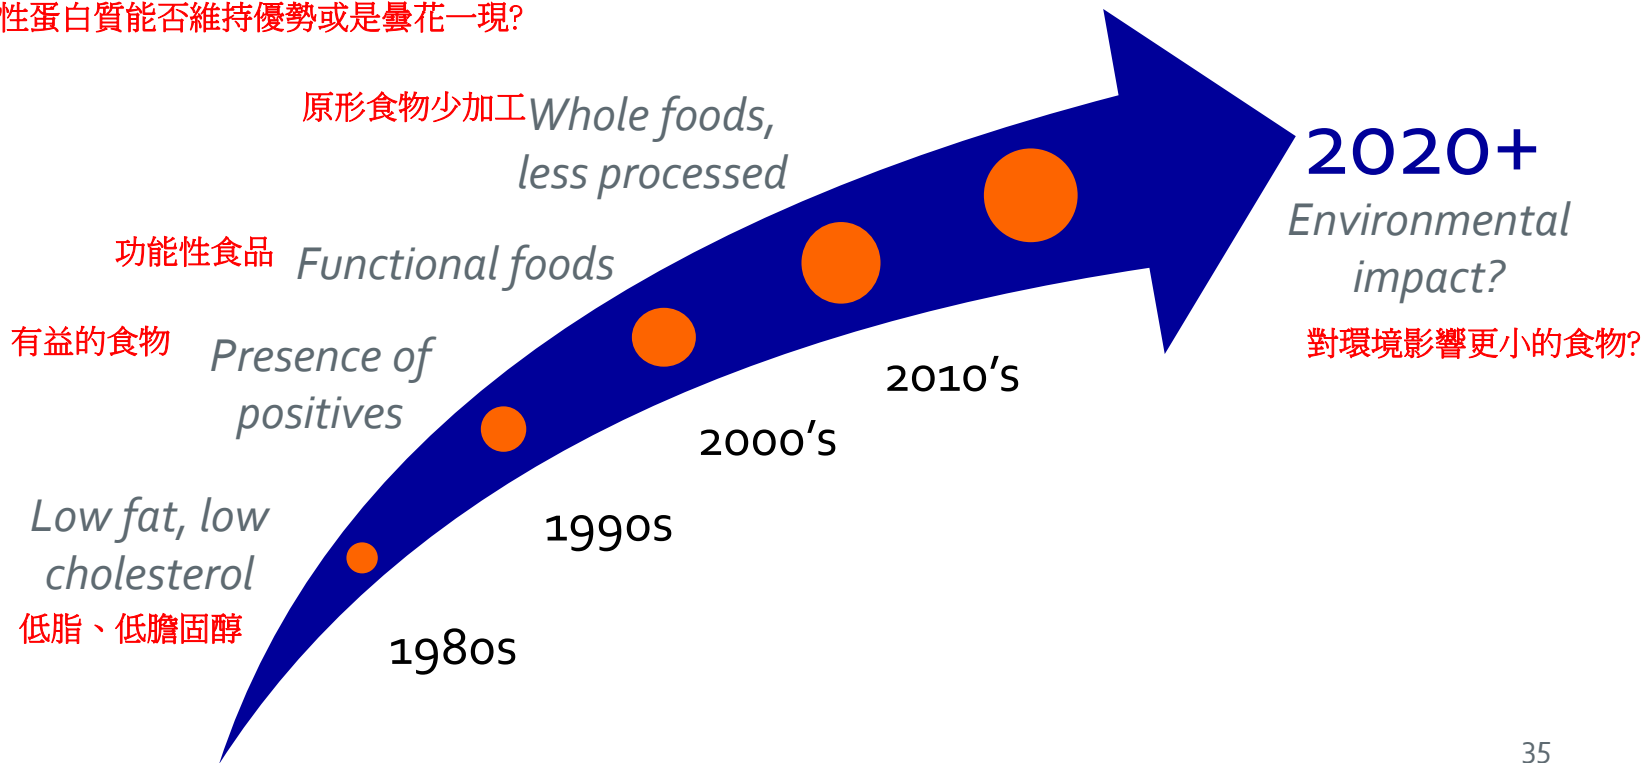 性蛋白質能否維持優勢或是曇花一現?
原形食物少加工
Whole foods,
less processed
2020+
Environmental
impact?
對環境影響更小的食物?
功能性食品
Functional foods
有益的食物
Presence of
positives
2010's
2000's
1990s
Low fat, low
cholesterol
低脂、低膽固醇
1980s
35